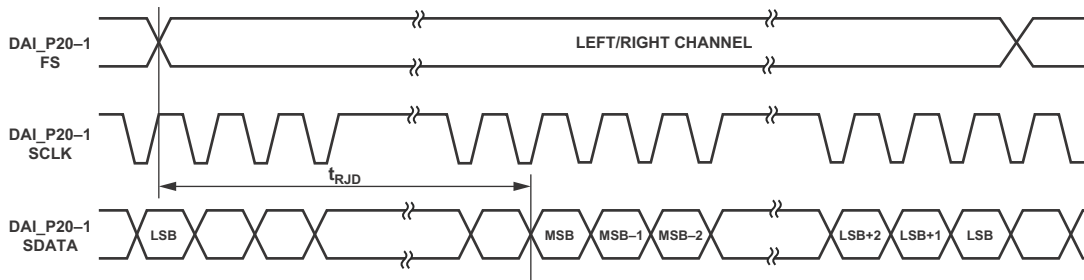 DAI_P20–1
FS
LEFT/RIGHT CHANNEL
DAI_P20–1
SCLK
tRJD
DAI_P20–1
SDATA
LSB
MSB
MSB–1
MSB–2
LSB+2
LSB+1
LSB